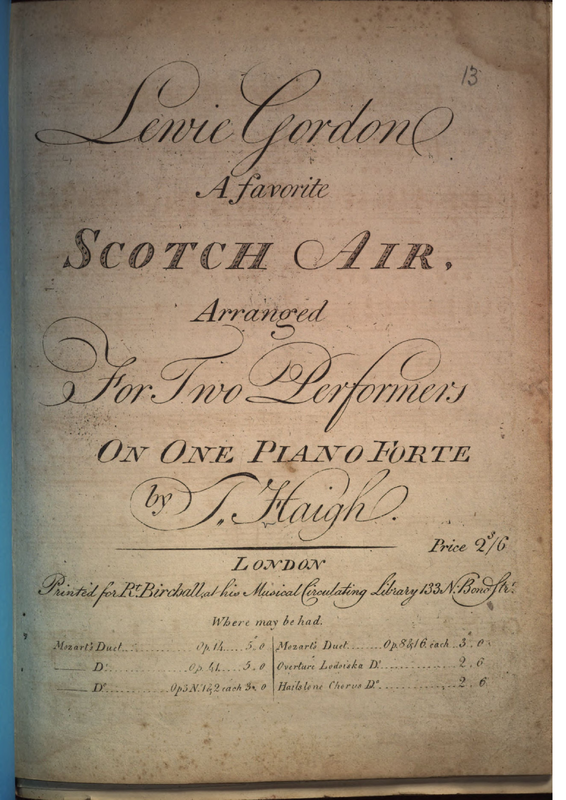 13
Lewie Gordon
A favorite
SCOTCH AIR,
Arranged
For Two Performers
ON ONE PIANO FORTE
by T. Haigh.
Price 2s/6
LONDON
Printed for Rt. Birchall, at his Musical Circulating Library 133 N. Bond Str.
Where may be had.
Mozart's Duet Op. 14 5.0
Do. Op. 41 5.0
Do. Op 3 N. 1 & 2 each 3.0
Mozart's Duet Op. 8 & 16 each 3.0
Overture Lodoiska Do. 2.6
Hailstone Chorus Do. 2.6